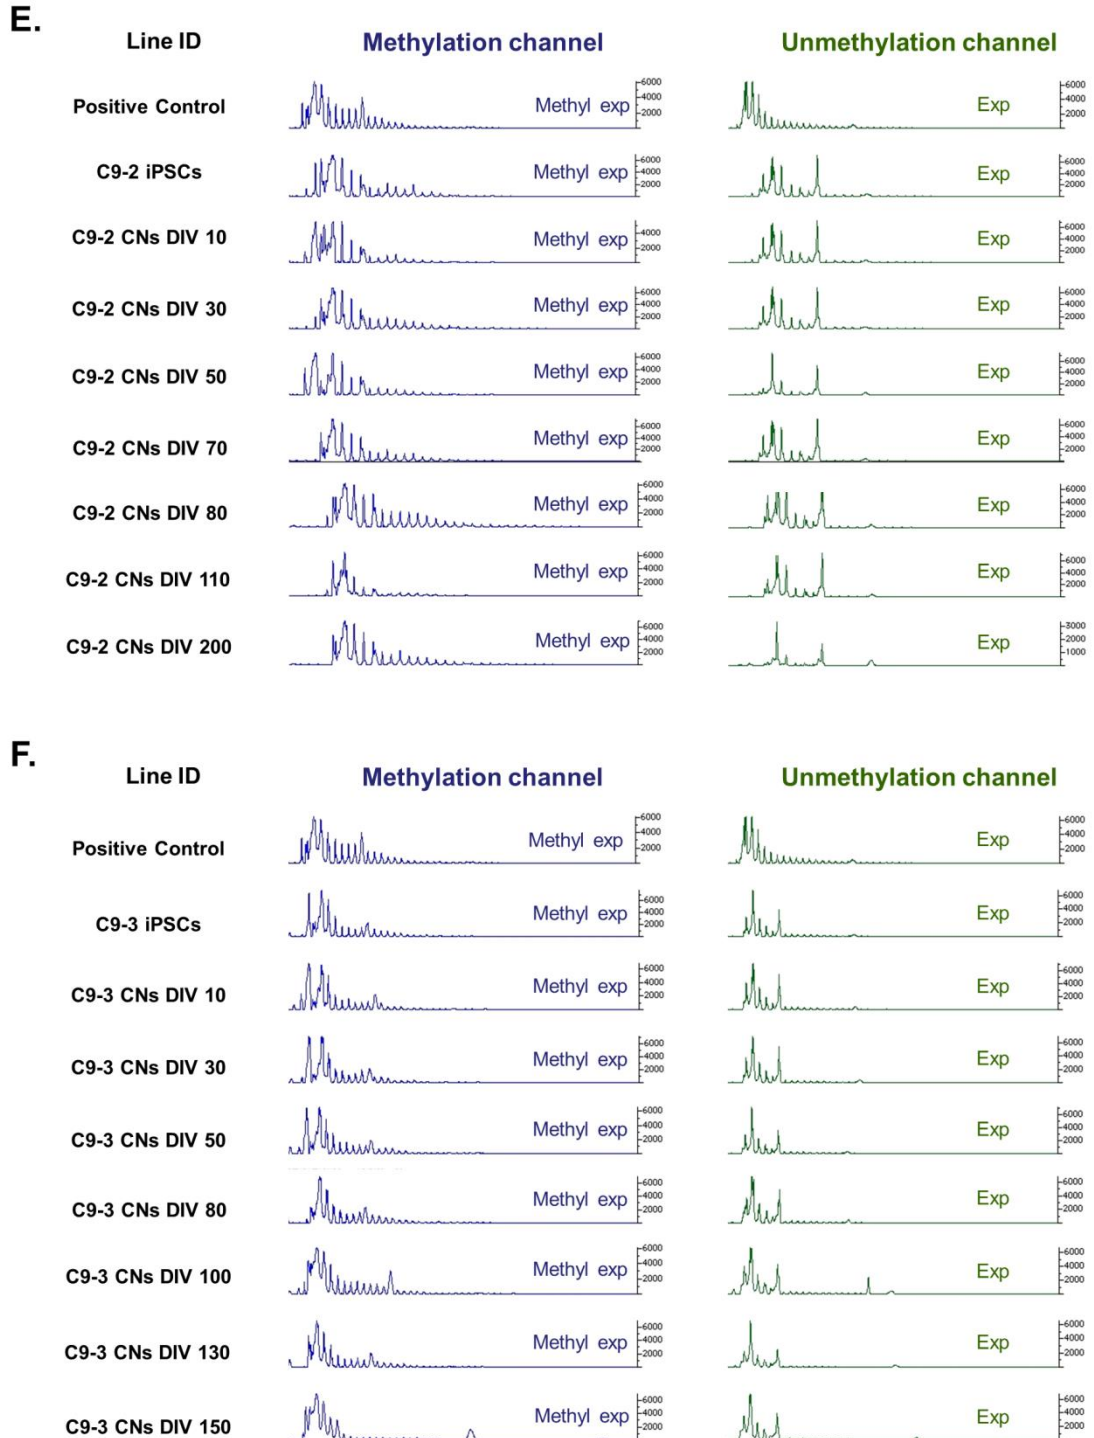 E.
Line ID Methylation channel Unmethylation channel
Positive Control Methyl exp 6000 4000 2000 Exp 6000 4000 2000
C9-2 iPSCs Methyl exp 6000 4000 2000 Exp 6000 4000 2000
C9-2 CNs DIV 10 Methyl exp 4000 2000 Exp 6000 4000 2000
C9-2 CNs DIV 30 Methyl exp 6000 4000 2000 Exp 6000 4000 2000
C9-2 CNs DIV 50 Methyl exp 6000 4000 2000 Exp 6000 4000 2000
C9-2 CNs DIV 70 Methyl exp 6000 4000 2000 Exp 6000 4000 2000
C9-2 CNs DIV 80 Methyl exp 6000 4000 2000 Exp 6000 4000 2000
C9-2 CNs DIV 110 Methyl exp 6000 4000 2000 Exp 6000 4000 2000
C9-2 CNs DIV 200 Methyl exp 6000 4000 2000 Exp 3000 2000 1000
F.
Line ID Methylation channel Unmethylation channel
Positive Control Methyl exp 6000 4000 2000 Exp 6000 4000 2000
C9-3 iPSCs Methyl exp 6000 4000 2000 Exp 6000 4000 2000
C9-3 CNs DIV 10 Methyl exp 6000 4000 2000 Exp 6000 4000 2000
C9-3 CNs DIV 30 Methyl exp 6000 4000 2000 Exp 6000 4000 2000
C9-3 CNs DIV 50 Methyl exp 6000 4000 2000 Exp 6000 4000 2000
C9-3 CNs DIV 80 Methyl exp 6000 4000 2000 Exp 6000 4000 2000
C9-3 CNs DIV 100 Methyl exp 6000 4000 2000 Exp 6000 4000 2000
C9-3 CNs DIV 130 Methyl exp 6000 4000 2000 Exp 6000 4000 2000
C9-3 CNs DIV 150 Methyl exp 6000 4000 2000 Exp 6000 4000 2000